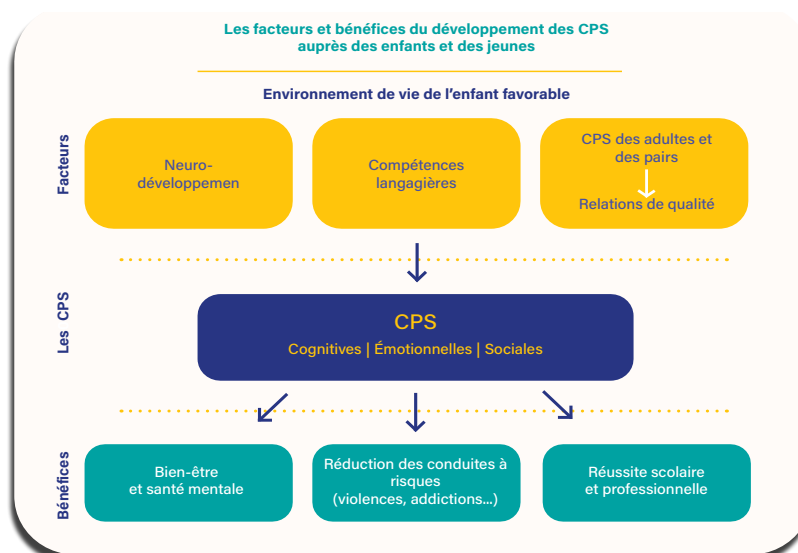 Les facteurs et bénéfices du développement des CPS
auprès des enfants et des jeunes
Environnement de vie de l'enfant favorable
Facteurs
Neuro-
développemen
Compétences
langagières
CPS des adultes et
des pairs
Relations de qualité
Les CPS
CPS
Cognitives | Émotionnelles | Sociales
Bénéfices
Bien-être
et santé mentale
Réduction des conduites à
risques
(violences, addictions...)
Réussite scolaire
et professionnelle